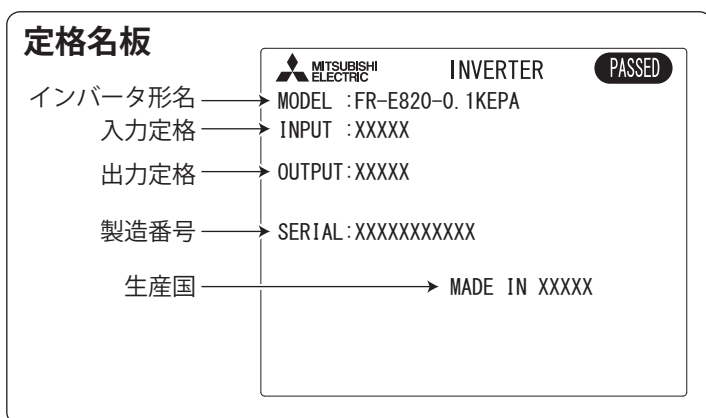 定格名板
MITSUBISHI ELECTRIC INVERTER PASSED
インバータ形名 MODEL :FR-E820-0.1KEPA
入力定格 INPUT :XXXXX
出力定格 OUTPUT:XXXXX
製造番号 SERIAL:XXXXXXXXXXX
生産国 MADE IN XXXXX